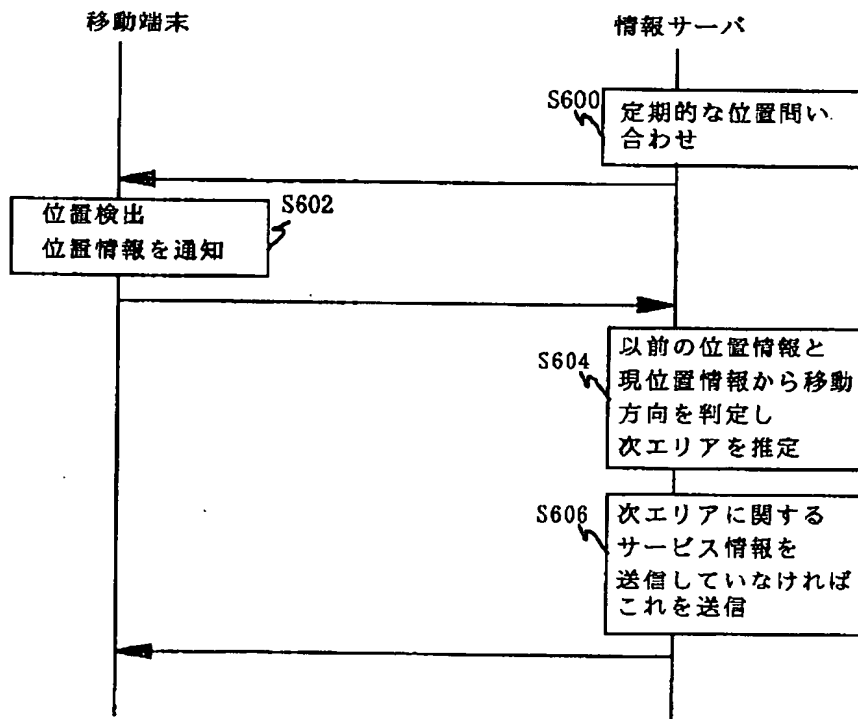 移動端末
情報サーバ
S600
定期的な位置問い
合わせ
位置検出
位置情報を通知
S602
S604
以前の位置情報と
現位置情報から移動
方向を判定し
次エリアを推定
S606
次エリアに関する
サービス情報を
送信していなければ
これを送信